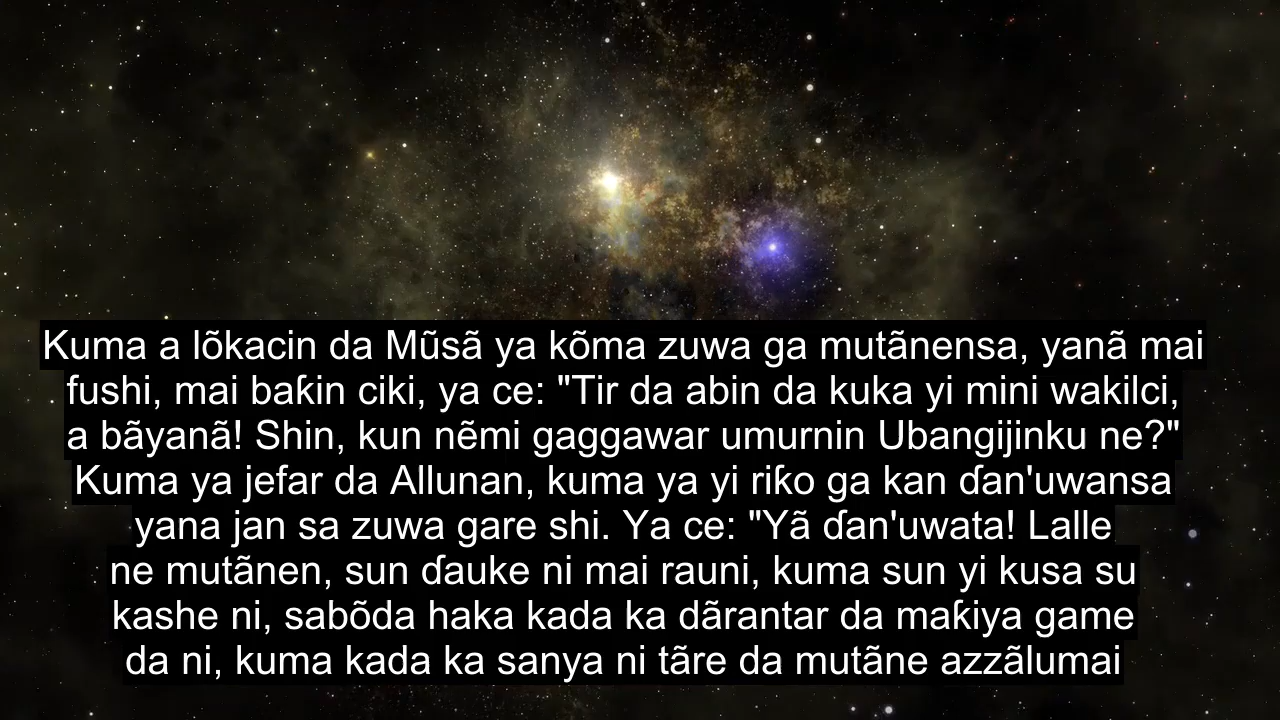 Kuma a lõkacin da Mũsã ya kõma zuwa ga mutãnensa, yanã mai
fushi, mai baƙin ciki, ya ce: "Tir da abin da kuka yi mini wakilci,
a bãyanã! Shin, kun nẽmi gaggawar umurnin Ubangijinku ne?"
Kuma ya jefar da Allunan, kuma ya yi riƙo ga kan ɗan'uwansa
yana jan sa zuwa gare shi. Ya ce: "Yã ɗan'uwata! Lalle
ne mutãnen, sun ɗauke ni mai rauni, kuma sun yi kusa su
kashe ni, sabõda haka kada ka dãrantar da maƙiya game
da ni, kuma kada ka sanya ni tãre da mutãne azzãlumai